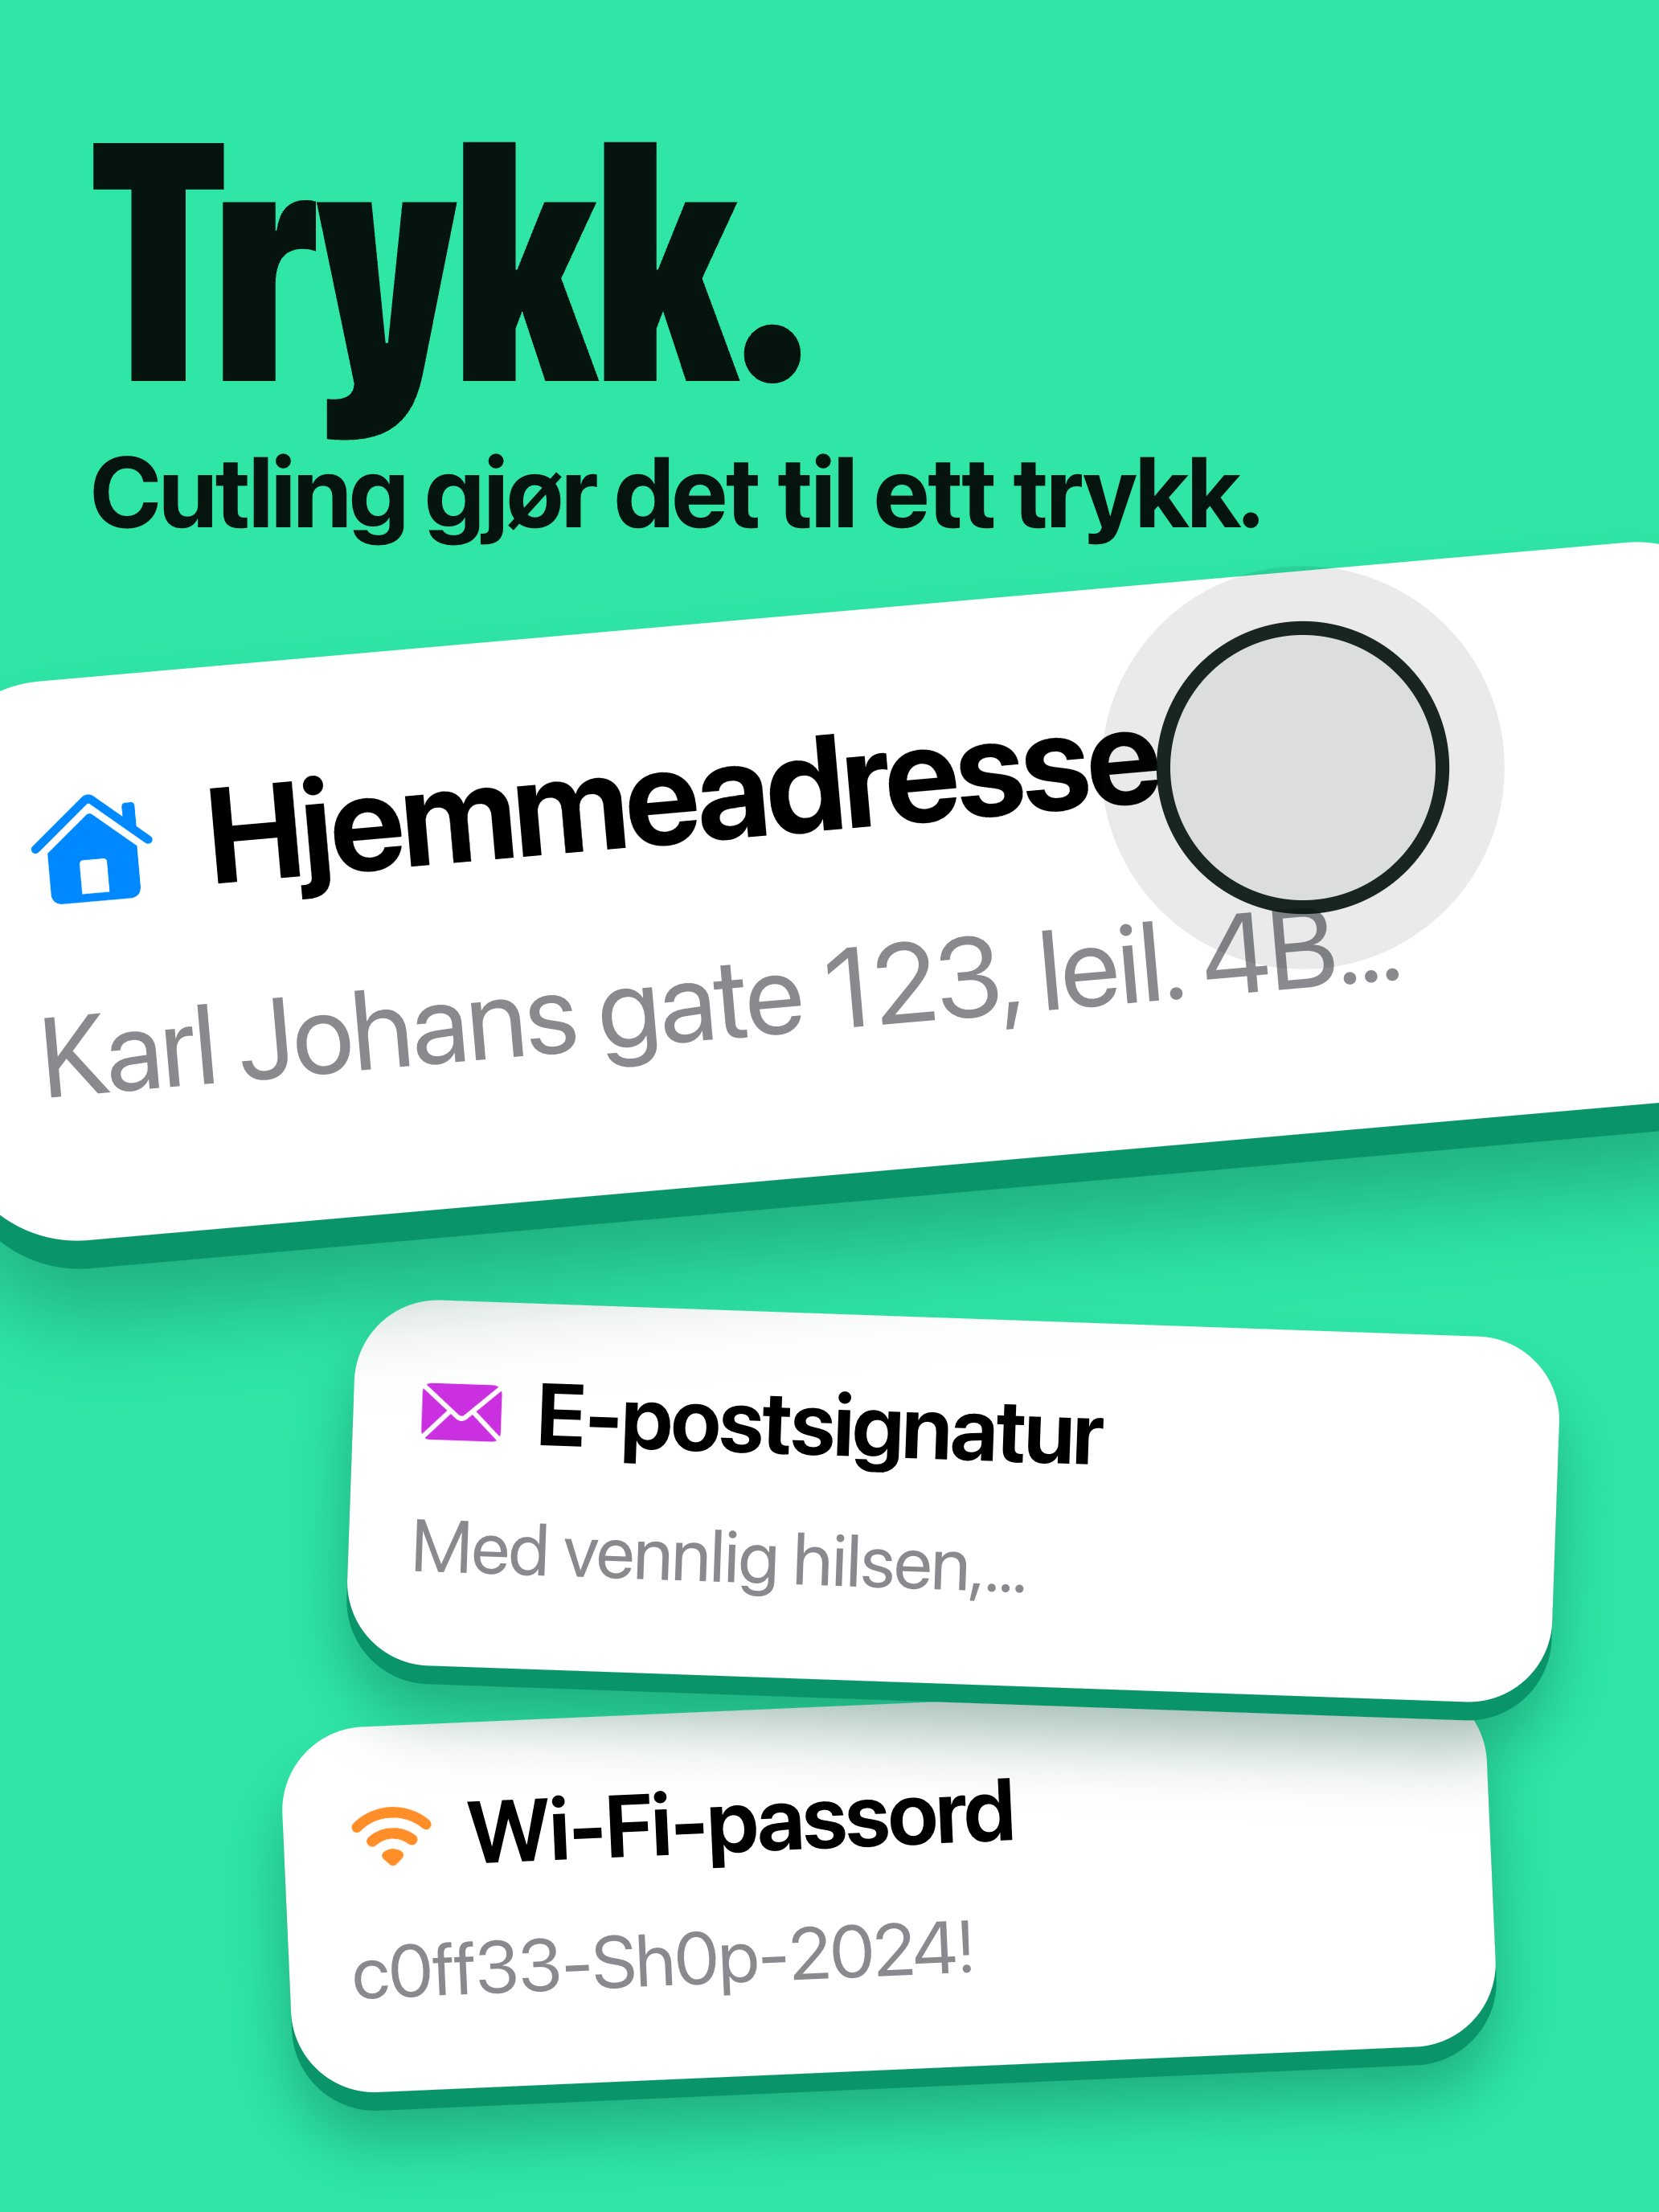 Trykk.
Cutling gjør det til ett trykk.
Hjemmeadresse
Karl Johans gate 123, leil. 4B...
E-postsignatur
Med vennlig hilsen,...
Wi-Fi-passord
c0ff33-Sh0p-2024!